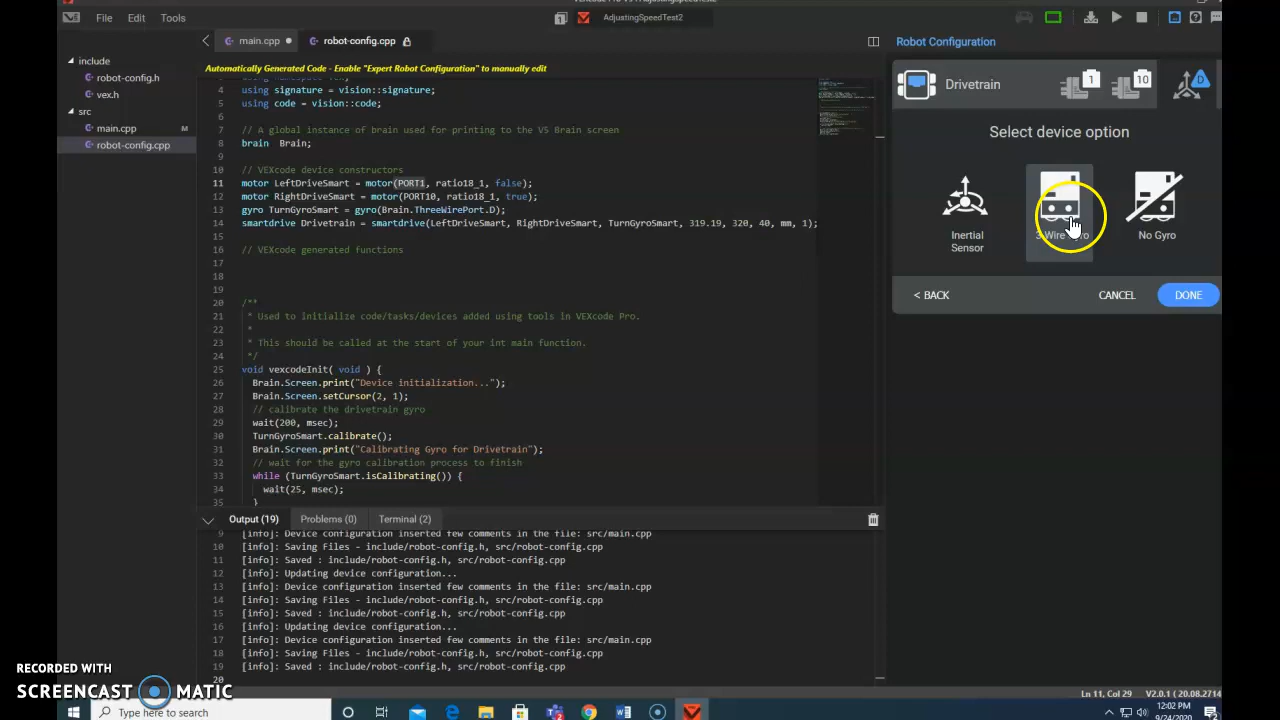 File Edit Tools
AdjustingSpeedTest2
main.cpp
robot-config.cpp
Robot Configuration
include
robot-config.h
vex.h
src
main.cpp M
robot-config.cpp
Automatically Generated Code - Enable "Expert Robot Configuration" to manually edit
4 using signature = vision::signature;
5 using code = vision::code;
6
7 // A global instance of brain used for printing to the V5 Brain screen
8 brain Brain;
9
10 // VEXcode device constructors
11 motor LeftDriveSmart = motor(PORT1, ratio18_1, false);
12 motor RightDriveSmart = motor(PORT10, ratio18_1, true);
13 gyro TurnGyroSmart = gyro(Brain.ThreeWirePort.D);
14 smartdrive Drivetrain = smartdrive(LeftDriveSmart, RightDriveSmart, TurnGyroSmart, 319.19, 320, 40, mm, 1);
15
16 // VEXcode generated functions
17
18
19
20 /**
21 * Used to initialize code/tasks/devices added using tools in VEXcode Pro.
22 *
23 * This should be called at the start of your int main function.
24 */
25 void vexcodeInit( void ) {
26 Brain.Screen.print("Device initialization...");
27 Brain.Screen.setCursor(2, 1);
28 // calibrate the drivetrain gyro
29 wait(200, msec);
30 TurnGyroSmart.calibrate();
31 Brain.Screen.print("Calibrating Gyro for Drivetrain");
32 // wait for the gyro calibration process to finish
33 while (TurnGyroSmart.isCalibrating()) {
34 wait(25, msec);
35 }
Drivetrain 1 10 D
Select device option
Inertial Sensor
3 Wire Gyro
No Gyro
< BACK CANCEL DONE
Output (19) Problems (0) Terminal (2)
9 [info]: Device configuration inserted few comments in the file: src/main.cpp
10 [info]: Saving Files - include/robot-config.h, src/robot-config.cpp
11 [info]: Saved : include/robot-config.h, src/robot-config.cpp
12 [info]: Updating device configuration...
13 [info]: Device configuration inserted few comments in the file: src/main.cpp
14 [info]: Saving Files - include/robot-config.h, src/robot-config.cpp
15 [info]: Saved : include/robot-config.h, src/robot-config.cpp
16 [info]: Updating device configuration...
17 [info]: Device configuration inserted few comments in the file: src/main.cpp
18 [info]: Saving Files - include/robot-config.h, src/robot-config.cpp
19 [info]: Saved : include/robot-config.h, src/robot-config.cpp
20
Ln 11, Col 29 V2.0.1 ( 20.08.2714
RECORDED WITH
SCREENCAST MATIC
Type here to search
12:02 PM